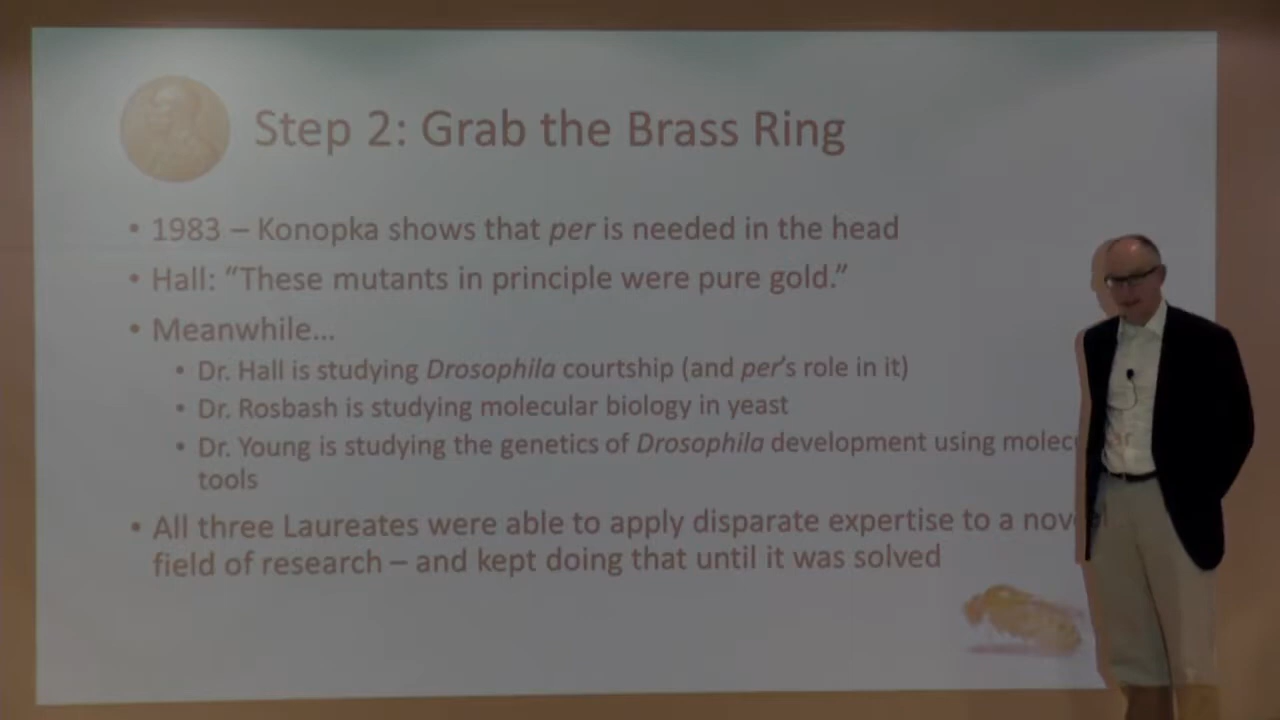 Step 2: Grab the Brass Ring
• 1983 – Konopka shows that per is needed in the head
• Hall: “These mutants in principle were pure gold.”
• Meanwhile...
• Dr. Hall is studying Drosophila courtship (and per's role in it)
• Dr. Rosbash is studying molecular biology in yeast
• Dr. Young is studying the genetics of Drosophila development using
tools
• All three Laureates were able to apply disparate expertise to a
field of research – and kept doing that until it was solved